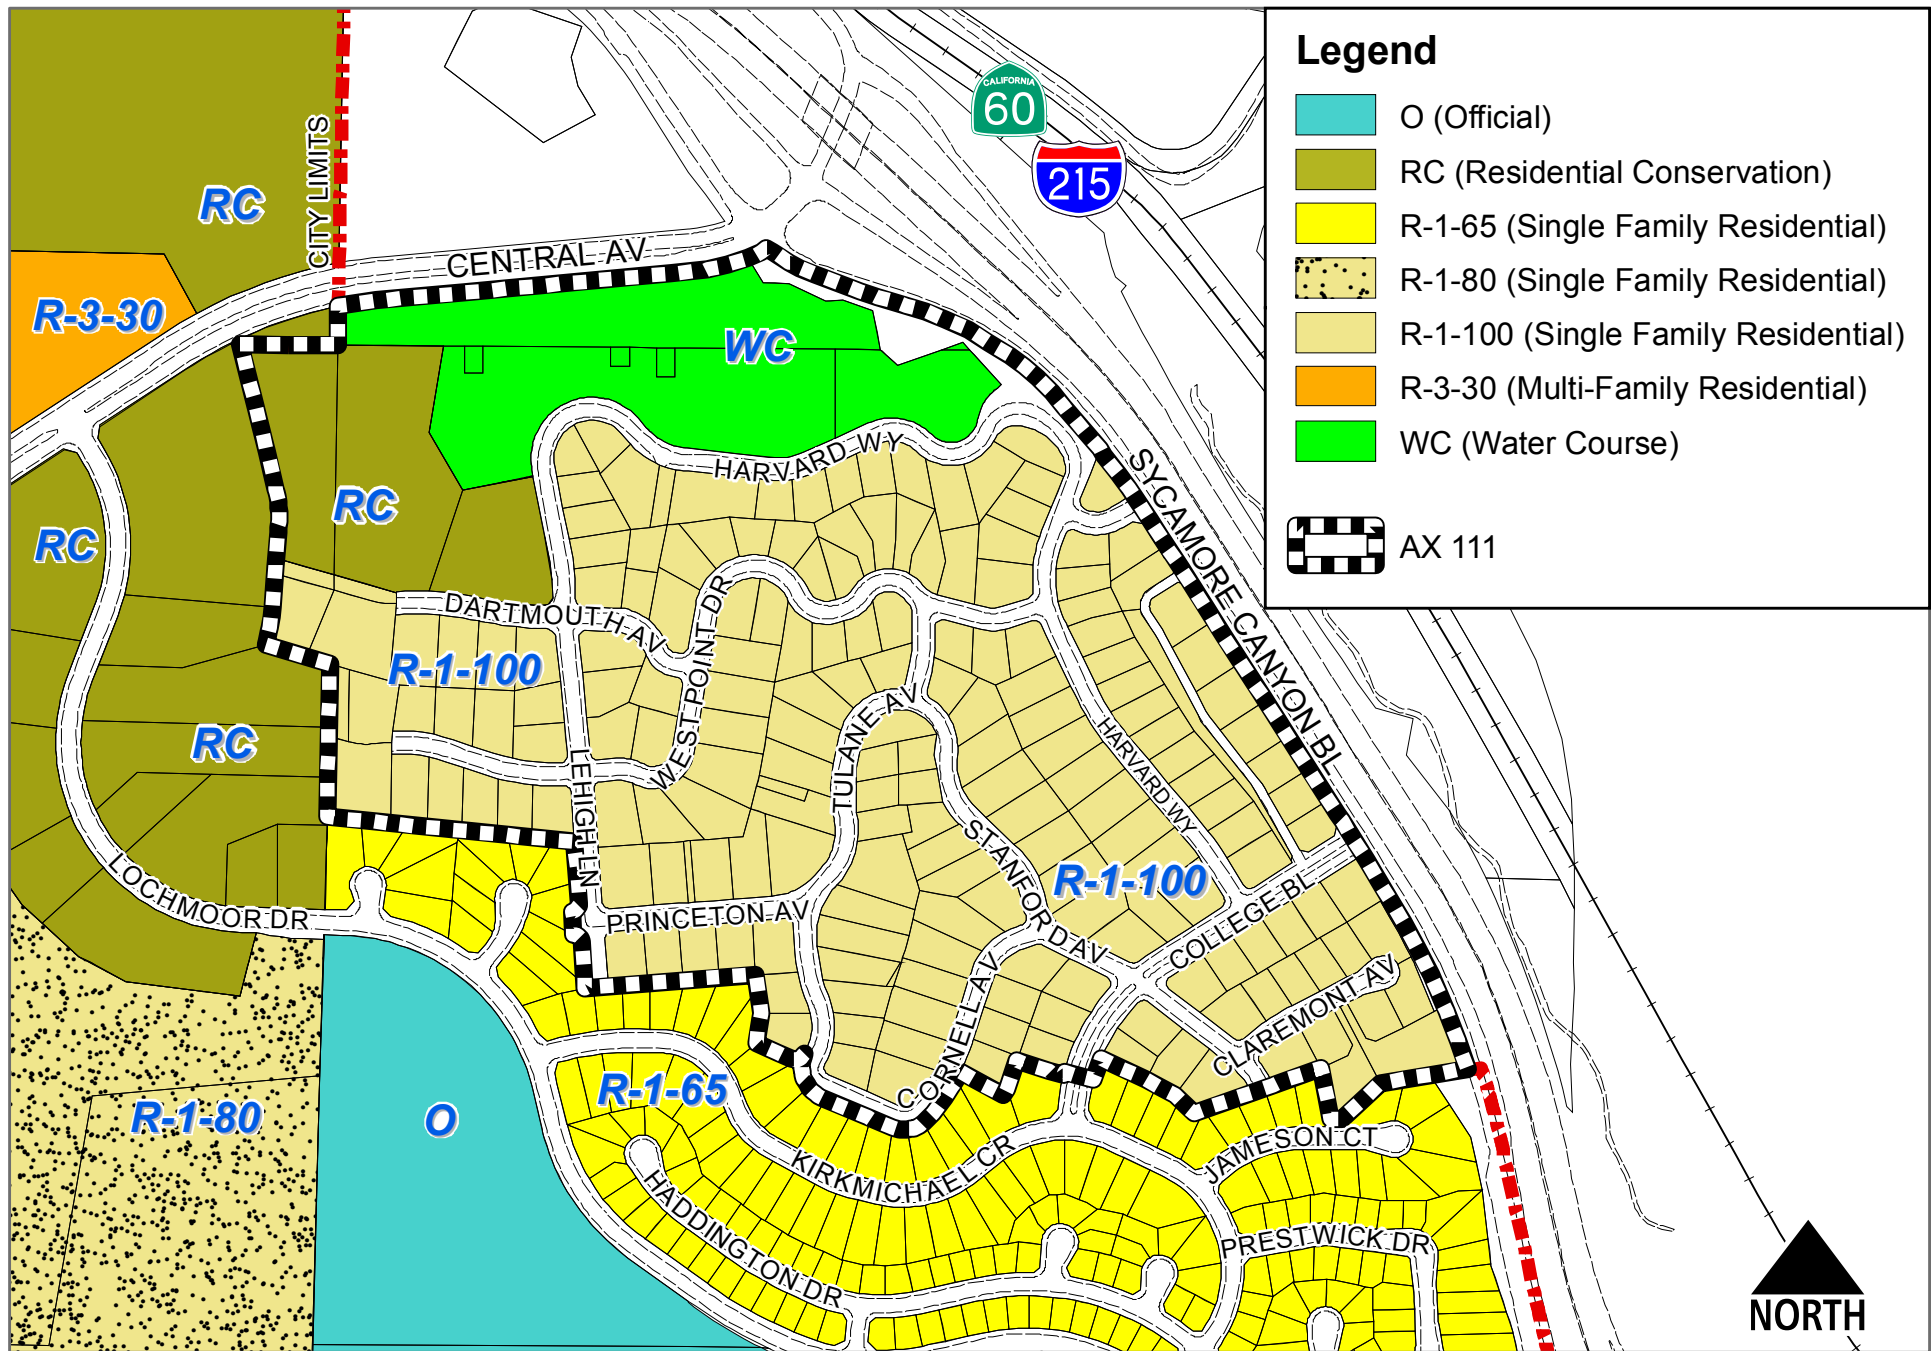 Legend
O (Official)
RC (Residential Conservation)
R-1-65 (Single Family Residential)
R-1-80 (Single Family Residential)
R-1-100 (Single Family Residential)
R-3-30 (Multi-Family Residential)
WC (Water Course)
AX 111
CALIFORNIA
60
215
CITY LIMITS
RC
CENTRAL AV
R-3-30
WC
HARVARD WY
SYCAMORE CANYON BL
RC
RC
DARTMOUTH AV
WEST POINT DR
R-1-100
TULANE AV
RC
LEHIGH LN
HARVARD WY
STANFORD AV
R-1-100
LOCHMOOR DR
PRINCETON AV
COLLEGE BL
CORNELL AV
CLAREMONT AV
R-1-65
R-1-80
O
KIRKMICHAEL CR
JAMESON CT
HADDINGTON DR
PRESTWICK DR
NORTH